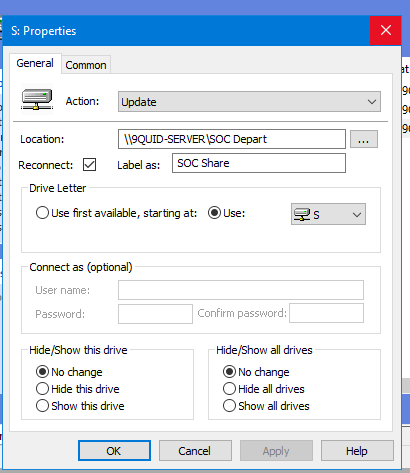 S: Properties
General Common
Action: Update
Location: \\9QUID-SERVER\SOC Depart ...
Reconnect: Label as: SOC Share
Drive Letter
Use first available, starting at: Use: S
Connect as (optional)
User name:
Password: Confirm password:
Hide/Show this drive Hide/Show all drives
No change No change
Hide this drive Hide all drives
Show this drive Show all drives
OK Cancel Apply Help